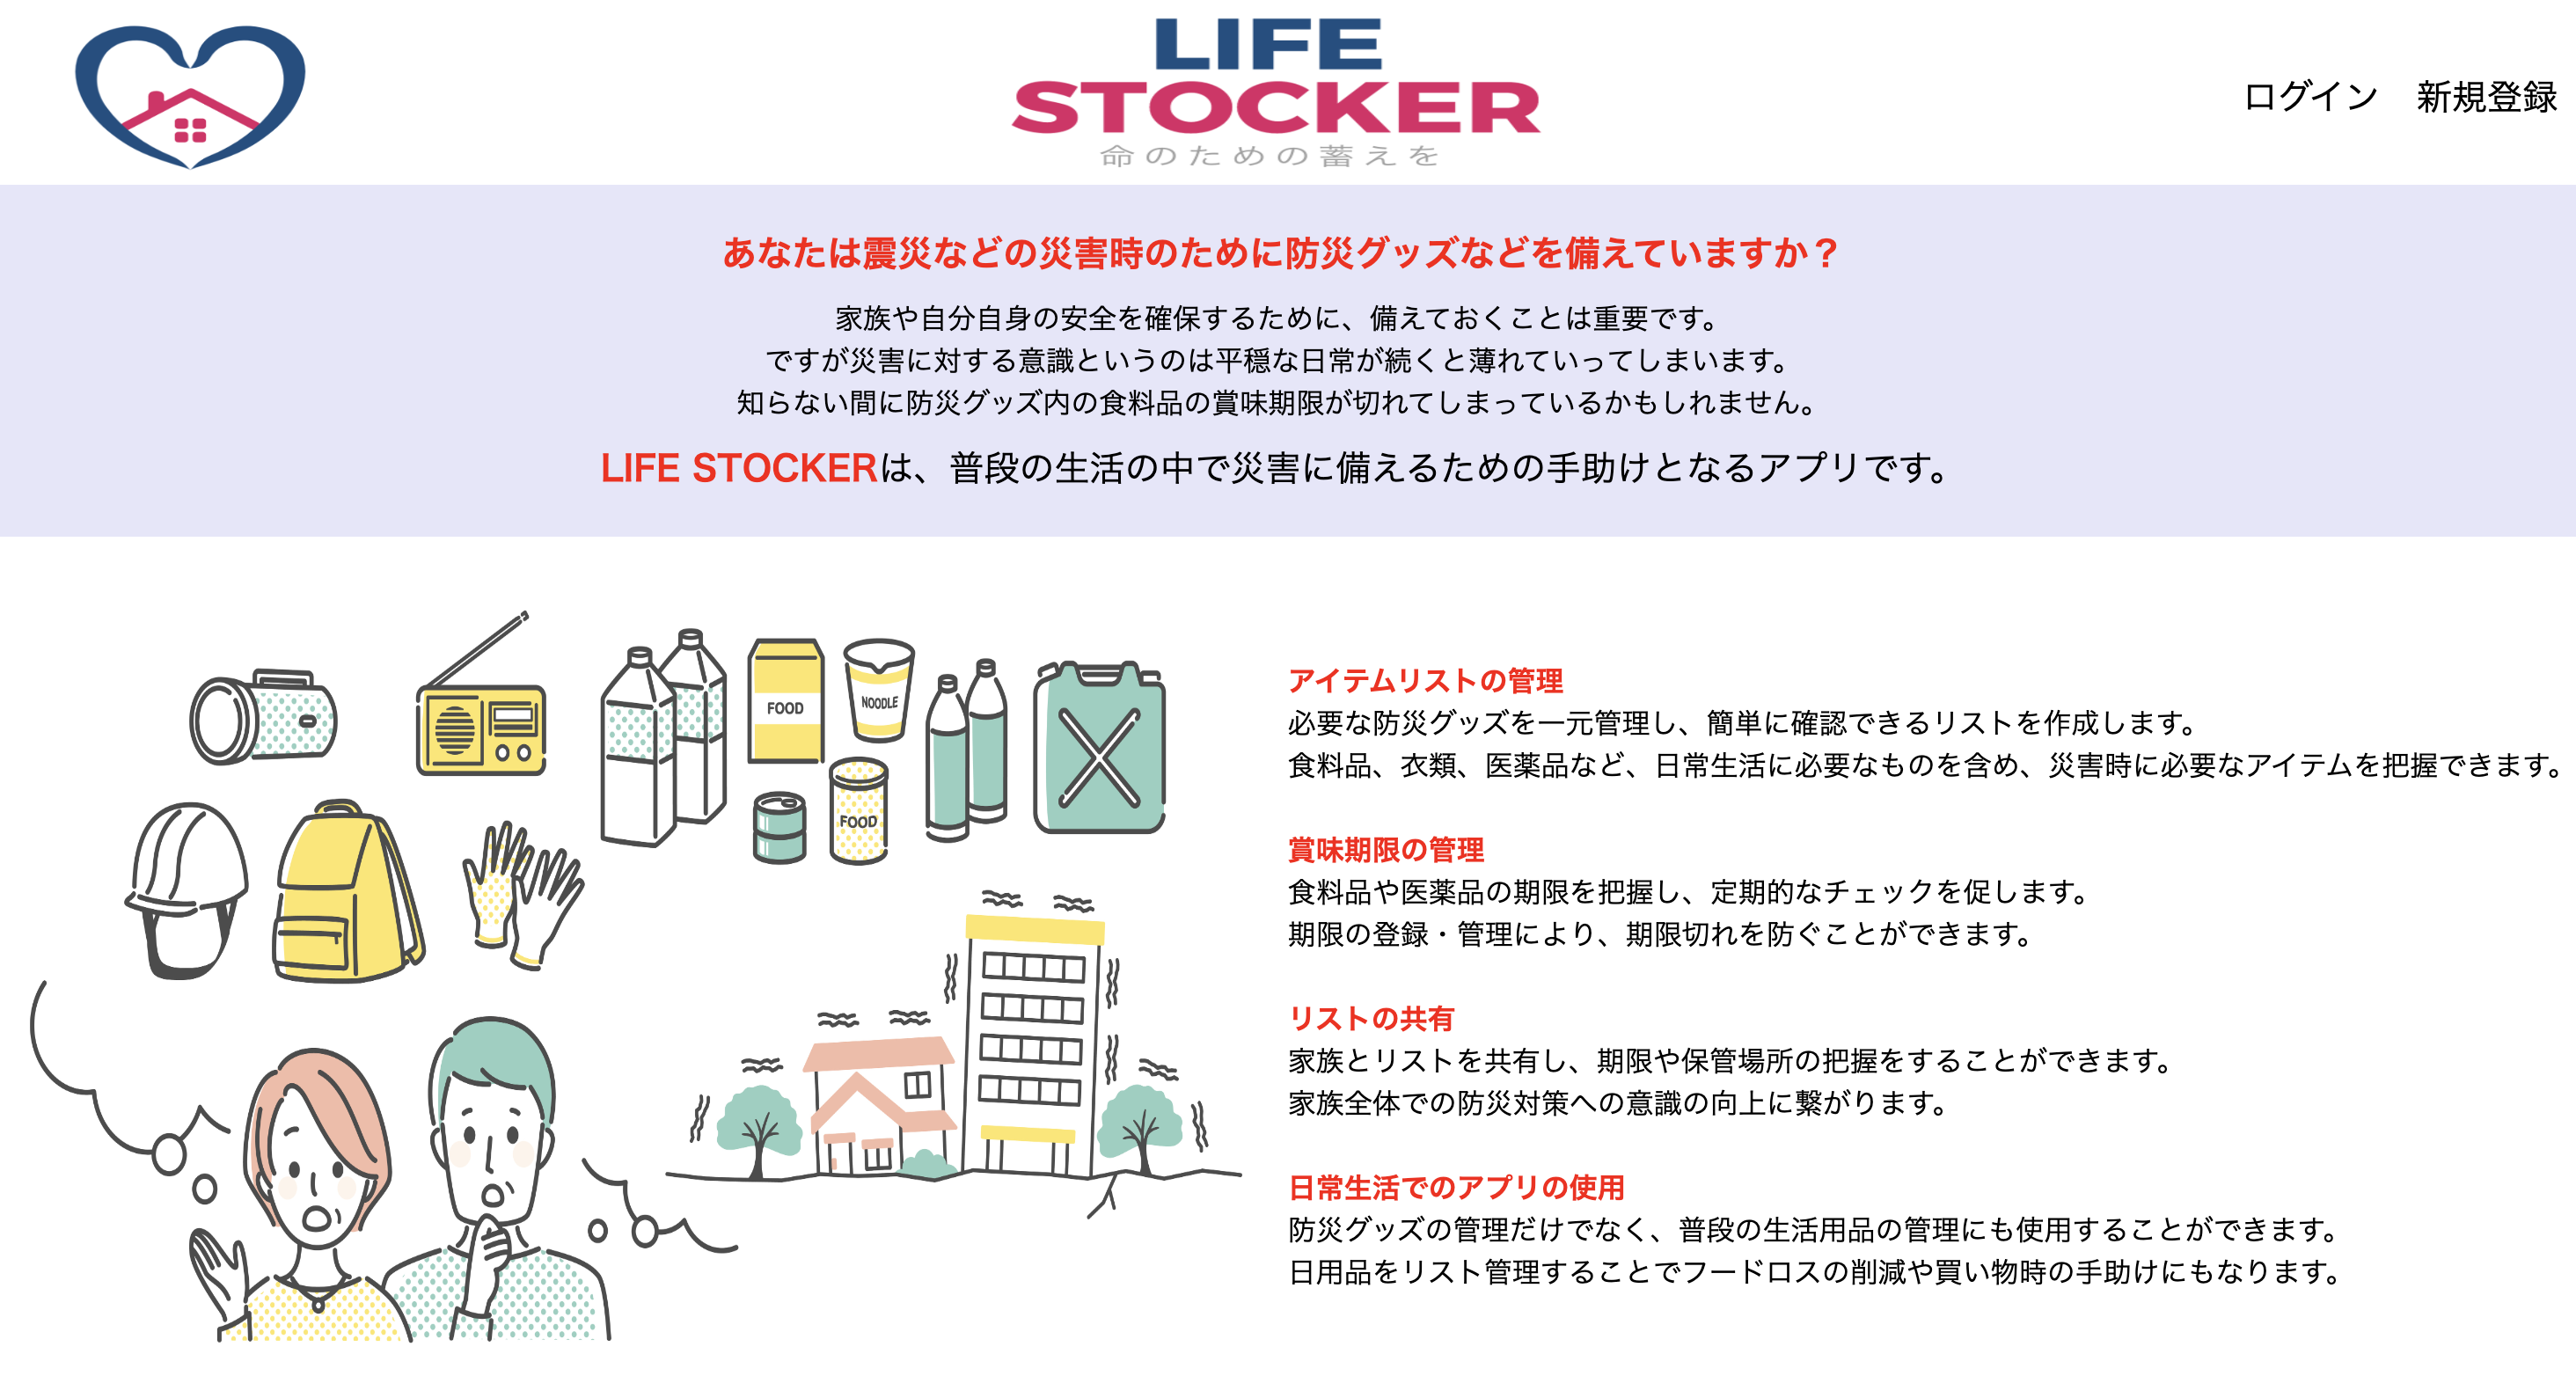 LIFE
STOCKER
命のための蓄えを
ログイン 新規登録
あなたは震災などの災害時のために防災グッズなどを備えていますか？
家族や自分自身の安全を確保するために、備えておくことは重要です。
ですが災害に対する意識というのは平穏な日常が続くと薄れていってしまいます。
知らない間に防災グッズ内の食料品の賞味期限が切れてしまっているかもしれません。
LIFE STOCKERは、普段の生活の中で災害に備えるための手助けとなるアプリです。
FOOD
NOODLE
FOOD
アイテムリストの管理
必要な防災グッズを一元管理し、簡単に確認できるリストを作成します。
食料品、衣類、医薬品など、日常生活に必要なものを含め、災害時に必要なアイテムを把握できます。
賞味期限の管理
食料品や医薬品の期限を把握し、定期的なチェックを促します。
期限の登録・管理により、期限切れを防ぐことができます。
リストの共有
家族とリストを共有し、期限や保管場所の把握をすることができます。
家族全体での防災対策への意識の向上に繋がります。
日常生活でのアプリの使用
防災グッズの管理だけでなく、普段の生活用品の管理にも使用することができます。
日用品をリスト管理することでフードロスの削減や買い物時の手助けにもなります。